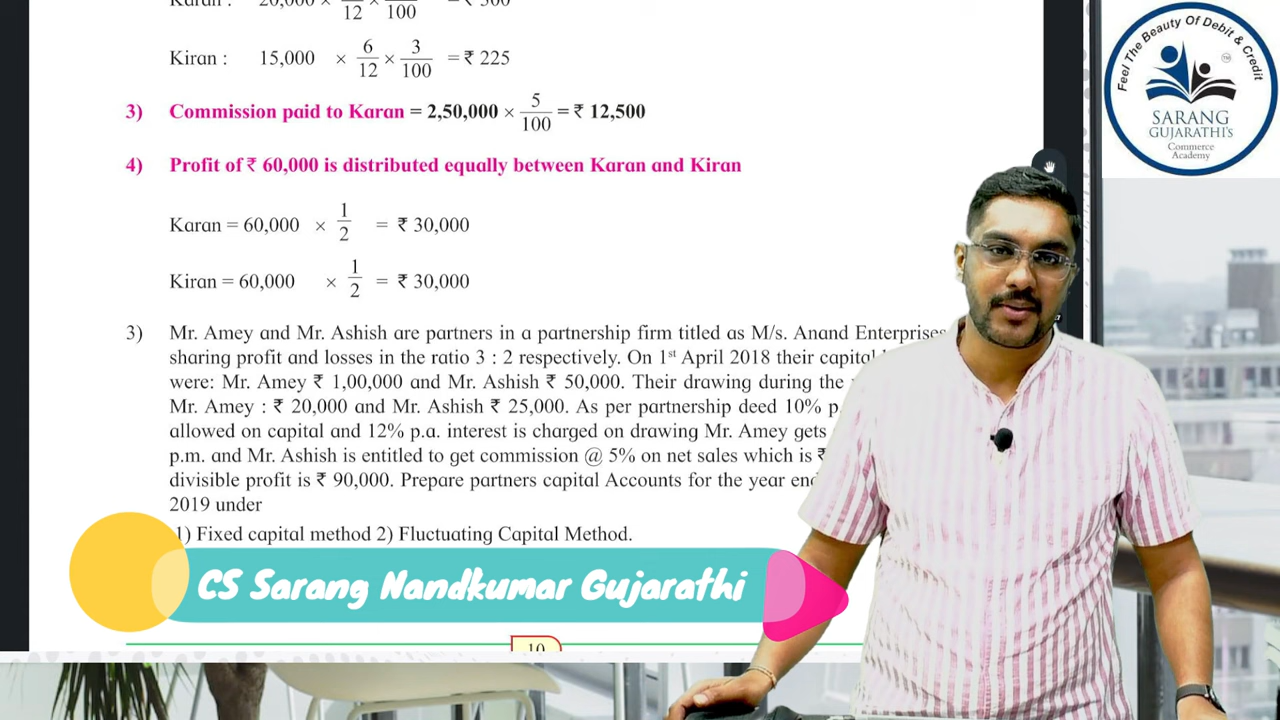 Karan : 20,000 × 12 × 100 = ₹ 300
Kiran : 15,000 × 6/12 × 3/100 = ₹ 225
3) Commission paid to Karan = 2,50,000 × 5/100 = ₹ 12,500
4) Profit of ₹ 60,000 is distributed equally between Karan and Kiran
Karan = 60,000 × 1/2 = ₹ 30,000
Kiran = 60,000 × 1/2 = ₹ 30,000
3) Mr. Amey and Mr. Ashish are partners in a partnership firm titled as M/s. Anand Enterprises
sharing profit and losses in the ratio 3 : 2 respectively. On 1st April 2018 their capital
were: Mr. Amey ₹ 1,00,000 and Mr. Ashish ₹ 50,000. Their drawing during the
Mr. Amey : ₹ 20,000 and Mr. Ashish ₹ 25,000. As per partnership deed 10% p.
allowed on capital and 12% p.a. interest is charged on drawing Mr. Amey gets
p.m. and Mr. Ashish is entitled to get commission @ 5% on net sales which is ₹
divisible profit is ₹ 90,000. Prepare partners capital Accounts for the year
2019 under
1) Fixed capital method 2) Fluctuating Capital Method.
CS Sarang Nandkumar Gujarathi
10
Feel The Beauty Of Debit & Credit
TM
SARANG
GUJARATHI'S
Commerce
Academy